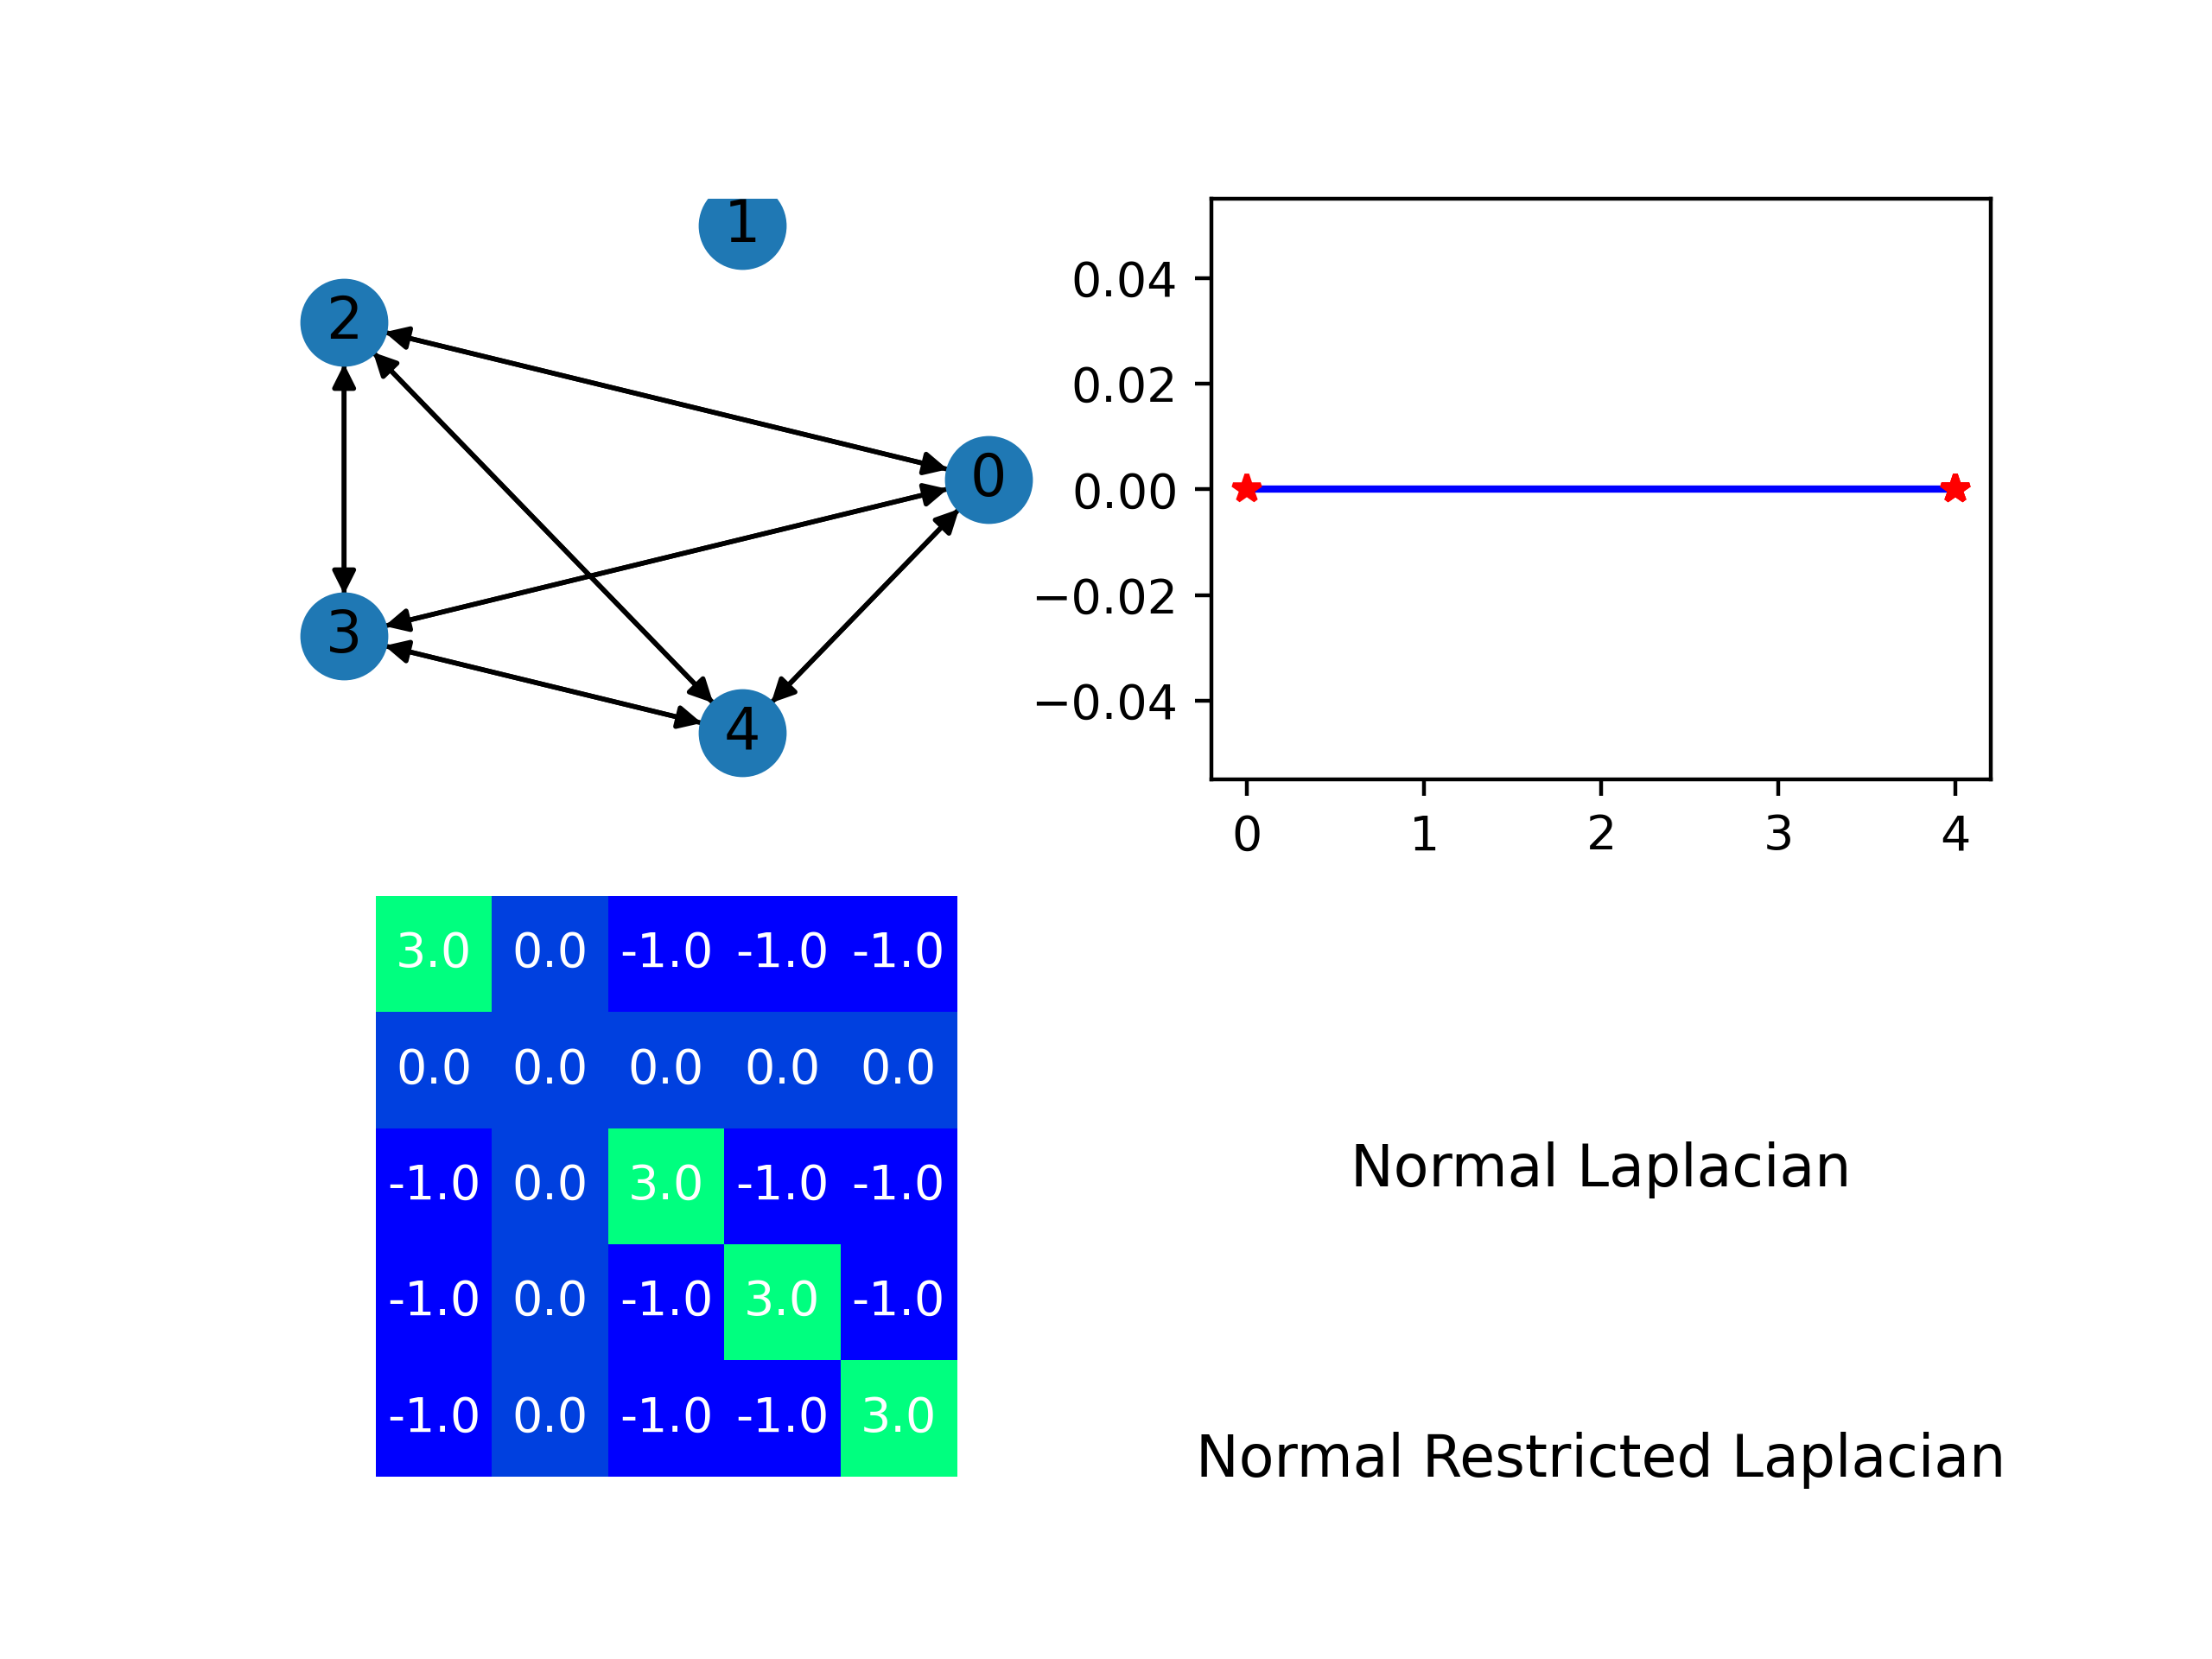 1
2
0
3
4
0.04
0.02
0.00
−0.02
−0.04
0 1 2 3 4
3.0 0.0 -1.0 -1.0 -1.0
0.0 0.0 0.0 0.0 0.0
-1.0 0.0 3.0 -1.0 -1.0
-1.0 0.0 -1.0 3.0 -1.0
-1.0 0.0 -1.0 -1.0 3.0
Normal Laplacian
Normal Restricted Laplacian